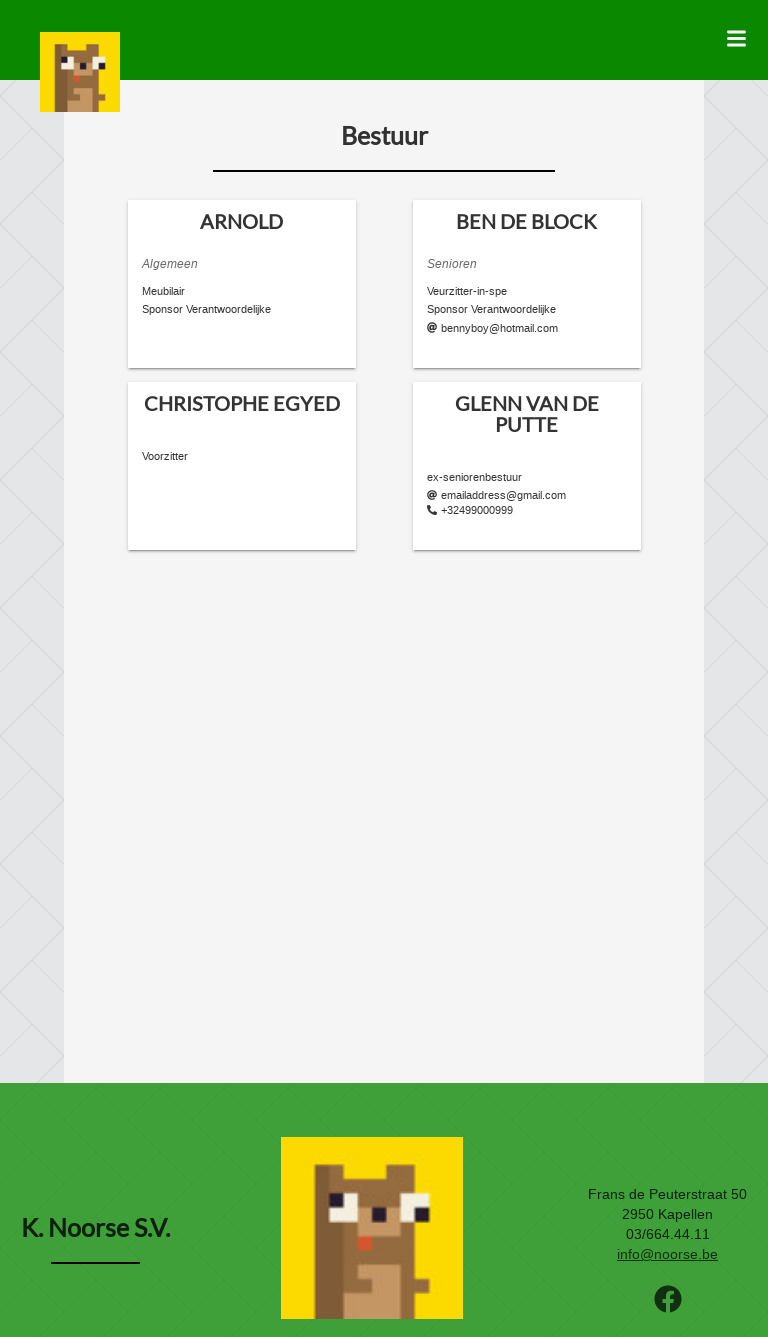 Bestuur
ARNOLD
Algemeen
Meubilair
Sponsor Verantwoordelijke
BEN DE BLOCK
Senioren
Veurzitter-in-spe
Sponsor Verantwoordelijke
bennyboy@hotmail.com
CHRISTOPHE EGYED
Voorzitter
GLENN VAN DE
PUTTE
ex-seniorenbestuur
emailaddress@gmail.com
+32499000999
K. Noorse S.V.
Frans de Peuterstraat 50
2950 Kapellen
03/664.44.11
info@noorse.be